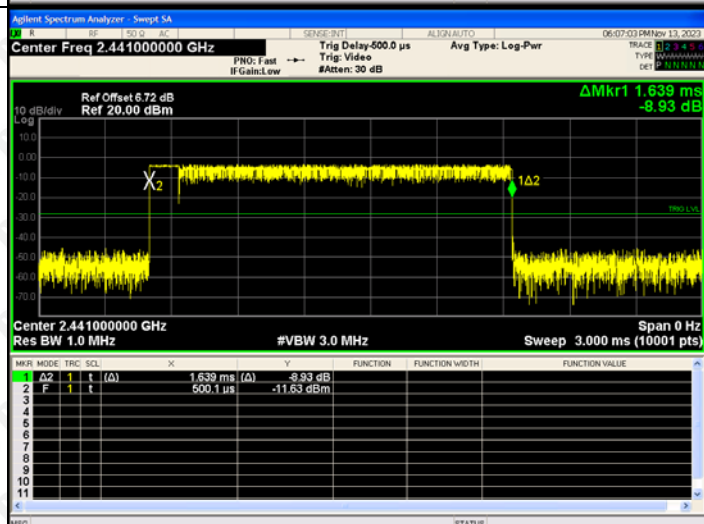 Agilent Spectrum Analyzer - Swept SA
LXI R RF 50 Ω AC SENSE:INT ALIGN AUTO 06:07:03 PM Nov 13, 2023
Center Freq 2.441000000 GHz
PNO: Fast
IFGain:Low
Trig Delay-500.0 µs
Trig: Video
#Atten: 30 dB
Avg Type: Log-Pwr
TRACE 1 2 3 4 5 6
TYPE W
DET P N N N N N
ΔMkr1 1.639 ms
-8.93 dB
Ref Offset 6.72 dB
10 dB/div Ref 20.00 dBm
Log
10.0
0.00
-10.0
-20.0
-30.0
-40.0
-50.0
-60.0
-70.0
X2
1Δ2
TRIG LVL
Center 2.441000000 GHz Span 0 Hz
Res BW 1.0 MHz #VBW 3.0 MHz Sweep 3.000 ms (10001 pts)
MKR MODE TRC SCL X Y FUNCTION FUNCTION WIDTH FUNCTION VALUE
1 Δ2 1 t (Δ) 1.639 ms (Δ) -8.93 dB
2 F 1 t 500.1 µs -11.63 dBm
3
4
5
6
7
8
9
10
11
MSG STATUS